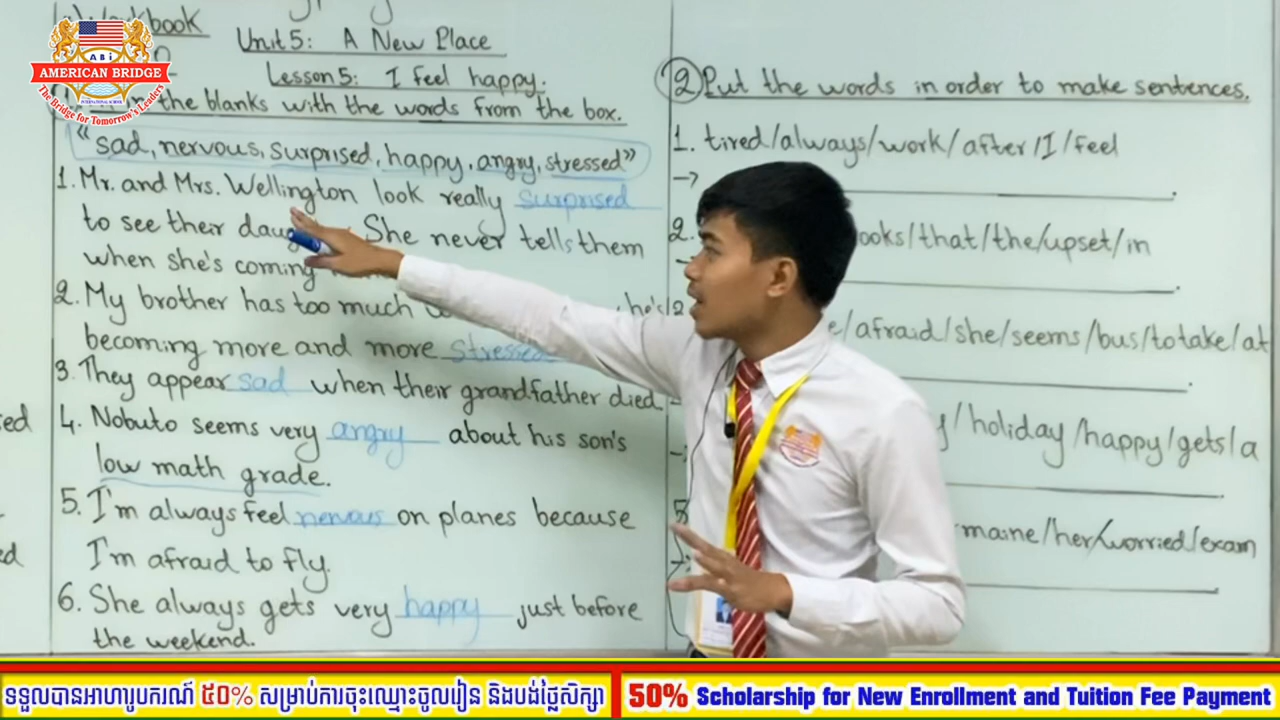 Workbook
Unit 5: A New Place
Lesson 5: I feel happy.
ABi
AMERICAN BRIDGE
INTERNATIONAL SCHOOL
The Bridge for Tomorrow's Leaders
the blanks with the words from the box.
"sad, nervous, surprised, happy, angry, stressed"
1. Mr. and Mrs. Wellington look really surprised
to see their She never tells them
when she's coming
2. My brother has too much he's
becoming more and more stressed
3. They appear sad when their grandfather died.
4. Nobuto seems very angry about his son's
low math grade.
5. I'm always feel nervous on planes because
I'm afraid to fly.
6. She always gets very happy just before
the weekend.
2 Put the words in order to make sentences.
1. tired/always/work/after/I/feel
→
2. /that/the/upset/in
/afraid/she/seems/bus/to take/at
/holiday/happy/gets/a
/her/worried/exam
ទទួលបានអាហារូបករណ៍ ៥០% សម្រាប់ការចុះឈ្មោះចូលរៀន និងបង់ថ្លៃសិក្សា
50% Scholarship for New Enrollment and Tuition Fee Payment